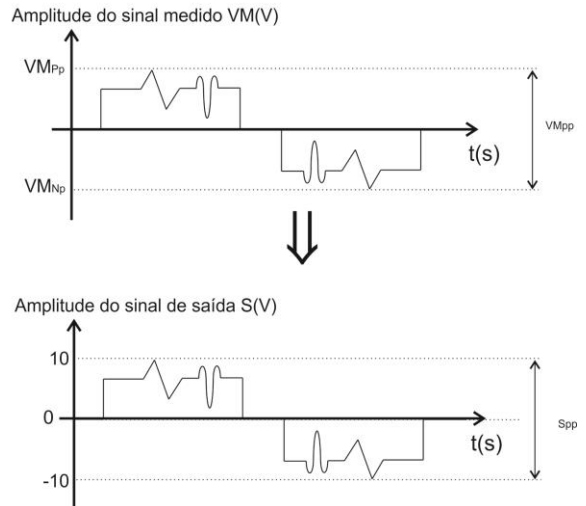 Amplitude do sinal medido VM(V)
VMPp
VMpp
t(s)
VMNp
Amplitude do sinal de saída S(V)
10
0
Spp
t(s)
-10